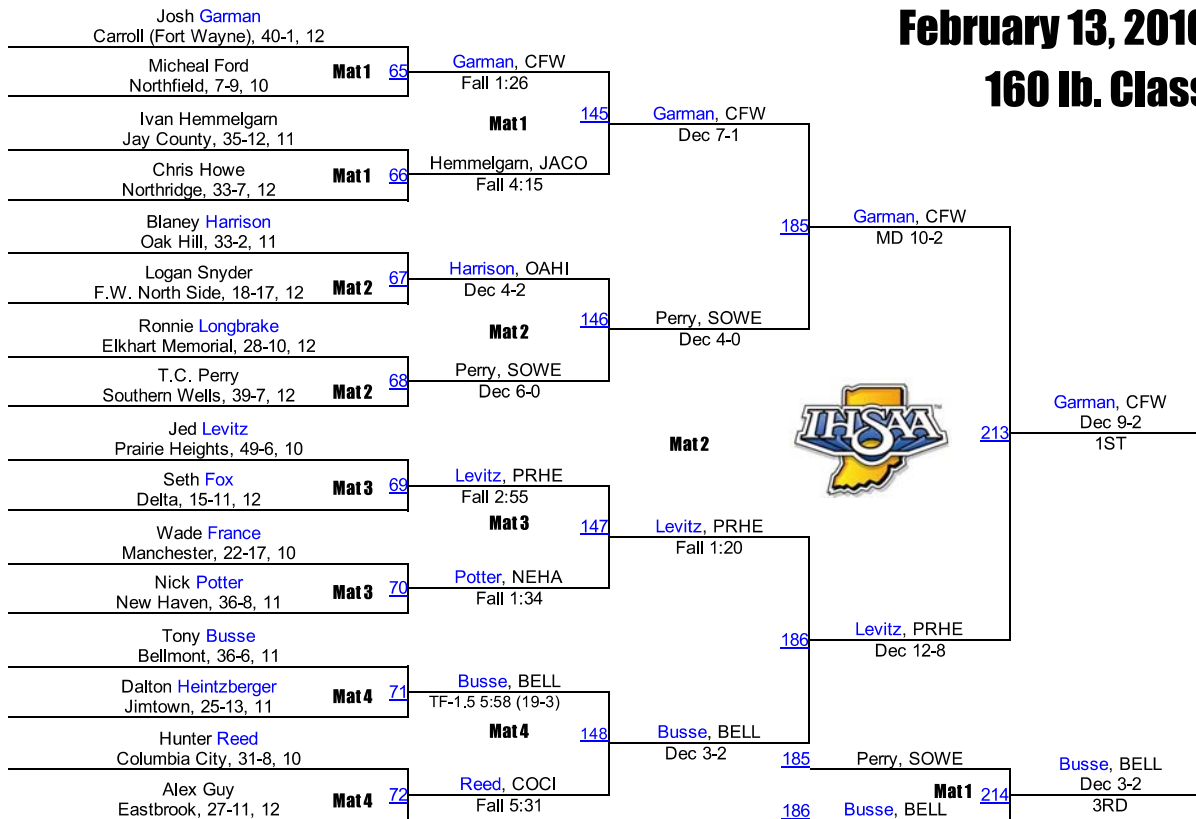 February 13, 2016
160 lb. Class
Josh Garman
Carroll (Fort Wayne), 40-1, 12
Micheal Ford
Northfield, 7-9, 10
Mat 1
65
Garman, CFW
Fall 1:26
Ivan Hemmelgarn
Jay County, 35-12, 11
Chris Howe
Northridge, 33-7, 12
Mat 1
66
Hemmelgarn, JACO
Fall 4:15
Mat 1
145
Garman, CFW
Dec 7-1
Blaney Harrison
Oak Hill, 33-2, 11
Logan Snyder
F.W. North Side, 18-17, 12
Mat 2
67
Harrison, OAHI
Dec 4-2
Ronnie Longbrake
Elkhart Memorial, 28-10, 12
T.C. Perry
Southern Wells, 39-7, 12
Mat 2
68
Perry, SOWE
Dec 6-0
Mat 2
146
Perry, SOWE
Dec 4-0
185
Garman, CFW
MD 10-2
Jed Levitz
Prairie Heights, 49-6, 10
Seth Fox
Delta, 15-11, 12
Mat 3
69
Levitz, PRHE
Fall 2:55
Wade France
Manchester, 22-17, 10
Nick Potter
New Haven, 36-8, 11
Mat 3
70
Potter, NEHA
Fall 1:34
Mat 3
147
Levitz, PRHE
Fall 1:20
Tony Busse
Bellmont, 36-6, 11
Dalton Heintzberger
Jimtown, 25-13, 11
Mat 4
71
Busse, BELL
TF-1.5 5:58 (19-3)
Hunter Reed
Columbia City, 31-8, 10
Alex Guy
Eastbrook, 27-11, 12
Mat 4
72
Reed, COCI
Fall 5:31
Mat 4
148
Busse, BELL
Dec 3-2
186
Levitz, PRHE
Dec 12-8
Mat 2
IHSAA
TM
213
Garman, CFW
Dec 9-2
1ST
185
Perry, SOWE
186
Busse, BELL
Mat 1
214
Busse, BELL
Dec 3-2
3RD